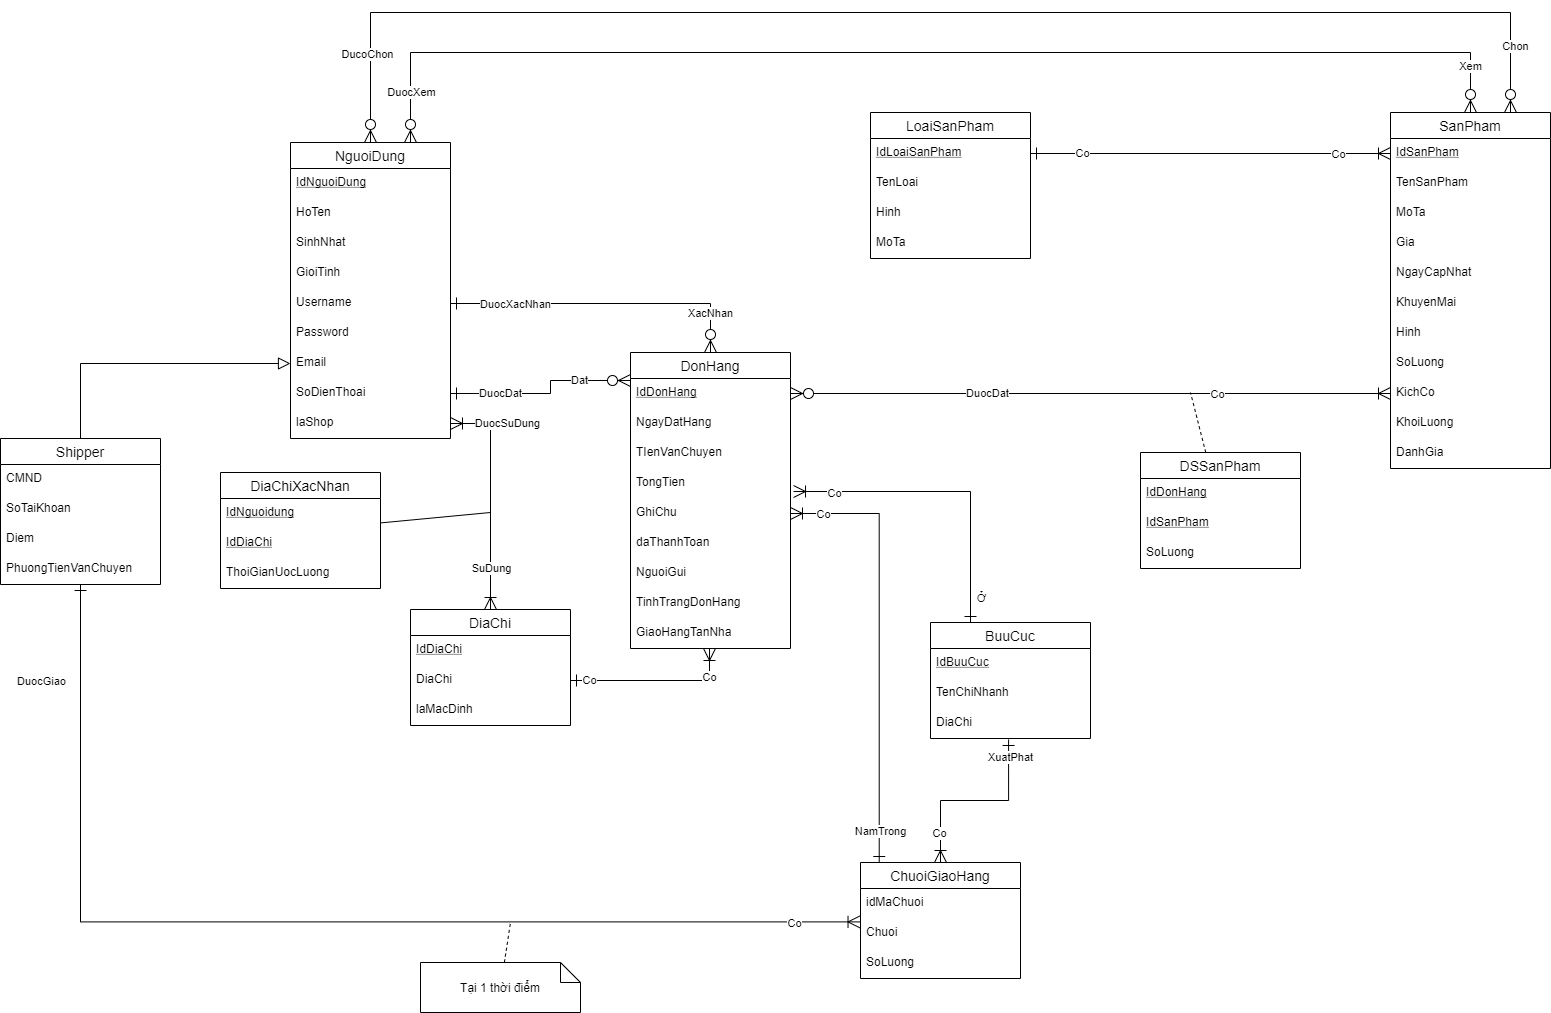 DucoChon
Chon
Xem
DuocXem
NguoiDung
IdNguoiDung
HoTen
SinhNhat
GioiTinh
Username
Password
Email
SoDienThoai
laShop
LoaiSanPham
IdLoaiSanPham
TenLoai
Hinh
MoTa
Co
Co
SanPham
IdSanPham
TenSanPham
MoTa
Gia
NgayCapNhat
KhuyenMai
Hinh
SoLuong
KichCo
KhoiLuong
DanhGia
DuocXacNhan
XacNhan
DuocDat
Dat
DuocSuDung
DonHang
IdDonHang
NgayDatHang
TIenVanChuyen
TongTien
GhiChu
daThanhToan
NguoiGui
TinhTrangDonHang
GiaoHangTanNha
DuocDat
Co
DSSanPham
IdDonHang
IdSanPham
SoLuong
Shipper
CMND
SoTaiKhoan
Diem
PhuongTienVanChuyen
DiaChiXacNhan
IdNguoidung
IdDiaChi
ThoiGianUocLuong
SuDung
DiaChi
IdDiaChi
DiaChi
laMacDinh
Co
Co
Co
Co
Ở
BuuCuc
IdBuuCuc
TenChiNhanh
DiaChi
XuatPhat
Co
NamTrong
ChuoiGiaoHang
idMaChuoi
Chuoi
SoLuong
DuocGiao
Co
Tại 1 thời điểm